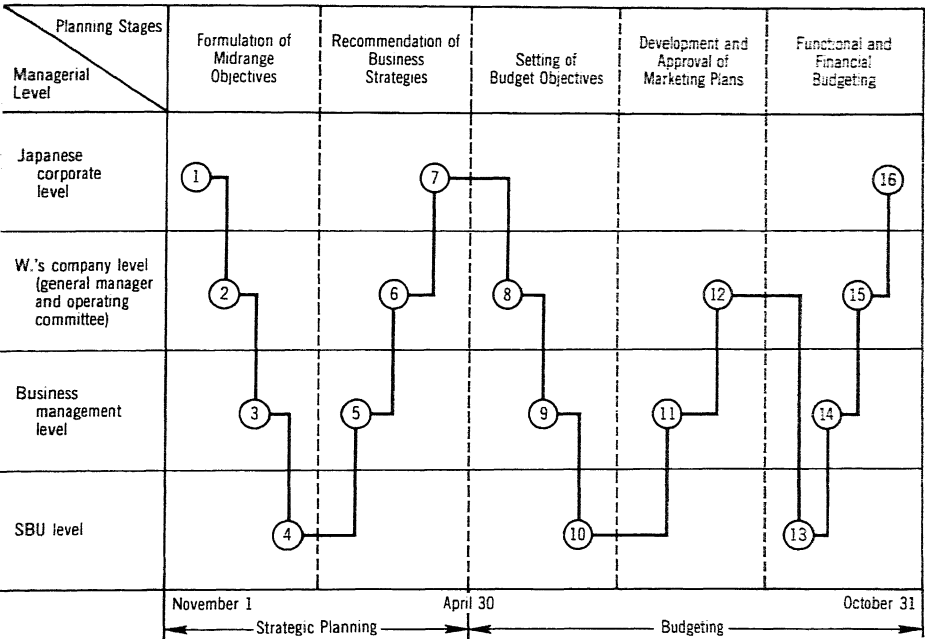 Planning Stages
Managerial
Level
Formulation of
Midrange
Objectives
Recommendation of
Business
Strategies
Setting of
Budget Objectives
Development and
Approval of
Marketing Plans
Functional and
Financial
Budgeting
Japanese
corporate
level
1
7
16
W.'s company level
(general manager
and operating
committee)
2
6
8
12
15
Business
management
level
3
5
9
11
14
SBU level
4
10
13
November 1
April 30
October 31
Strategic Planning
Budgeting